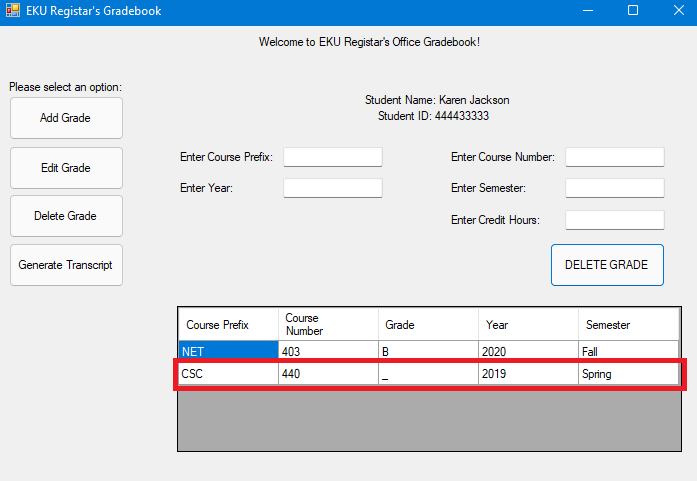 EKU Registar's Gradebook
Welcome to EKU Registar's Office Gradebook!
Please select an option:
Add Grade
Edit Grade
Delete Grade
Generate Transcript
Student Name: Karen Jackson
Student ID: 444433333
Enter Course Prefix:
Enter Course Number:
Enter Year:
Enter Semester:
Enter Credit Hours:
DELETE GRADE
Course Prefix Course Number Grade Year Semester
NET 403 B 2020 Fall
CSC 440 _ 2019 Spring